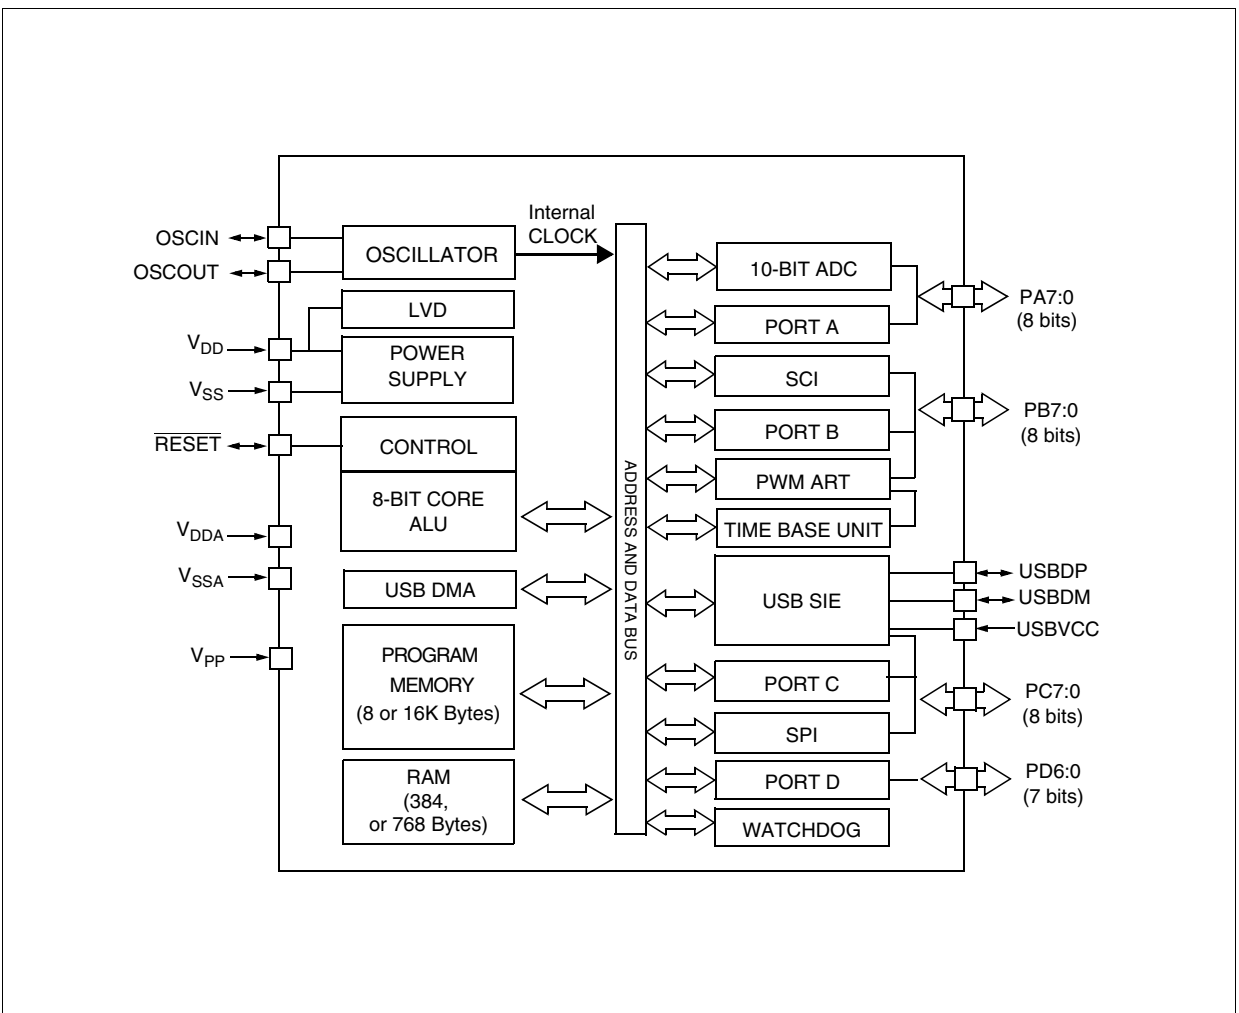 OSCIN
OSCOUT
VDD
VSS
RESET
VDDA
VSSA
VPP
OSCILLATOR
Internal
CLOCK
LVD
POWER
SUPPLY
CONTROL
8-BIT CORE
ALU
USB DMA
PROGRAM
MEMORY
(8 or 16K Bytes)
RAM
(384,
or 768 Bytes)
ADDRESS AND DATA BUS
10-BIT ADC
PORT A
SCI
PORT B
PWM ART
TIME BASE UNIT
USB SIE
PORT C
SPI
PORT D
WATCHDOG
PA7:0
(8 bits)
PB7:0
(8 bits)
USBDP
USBDM
USBVCC
PC7:0
(8 bits)
PD6:0
(7 bits)